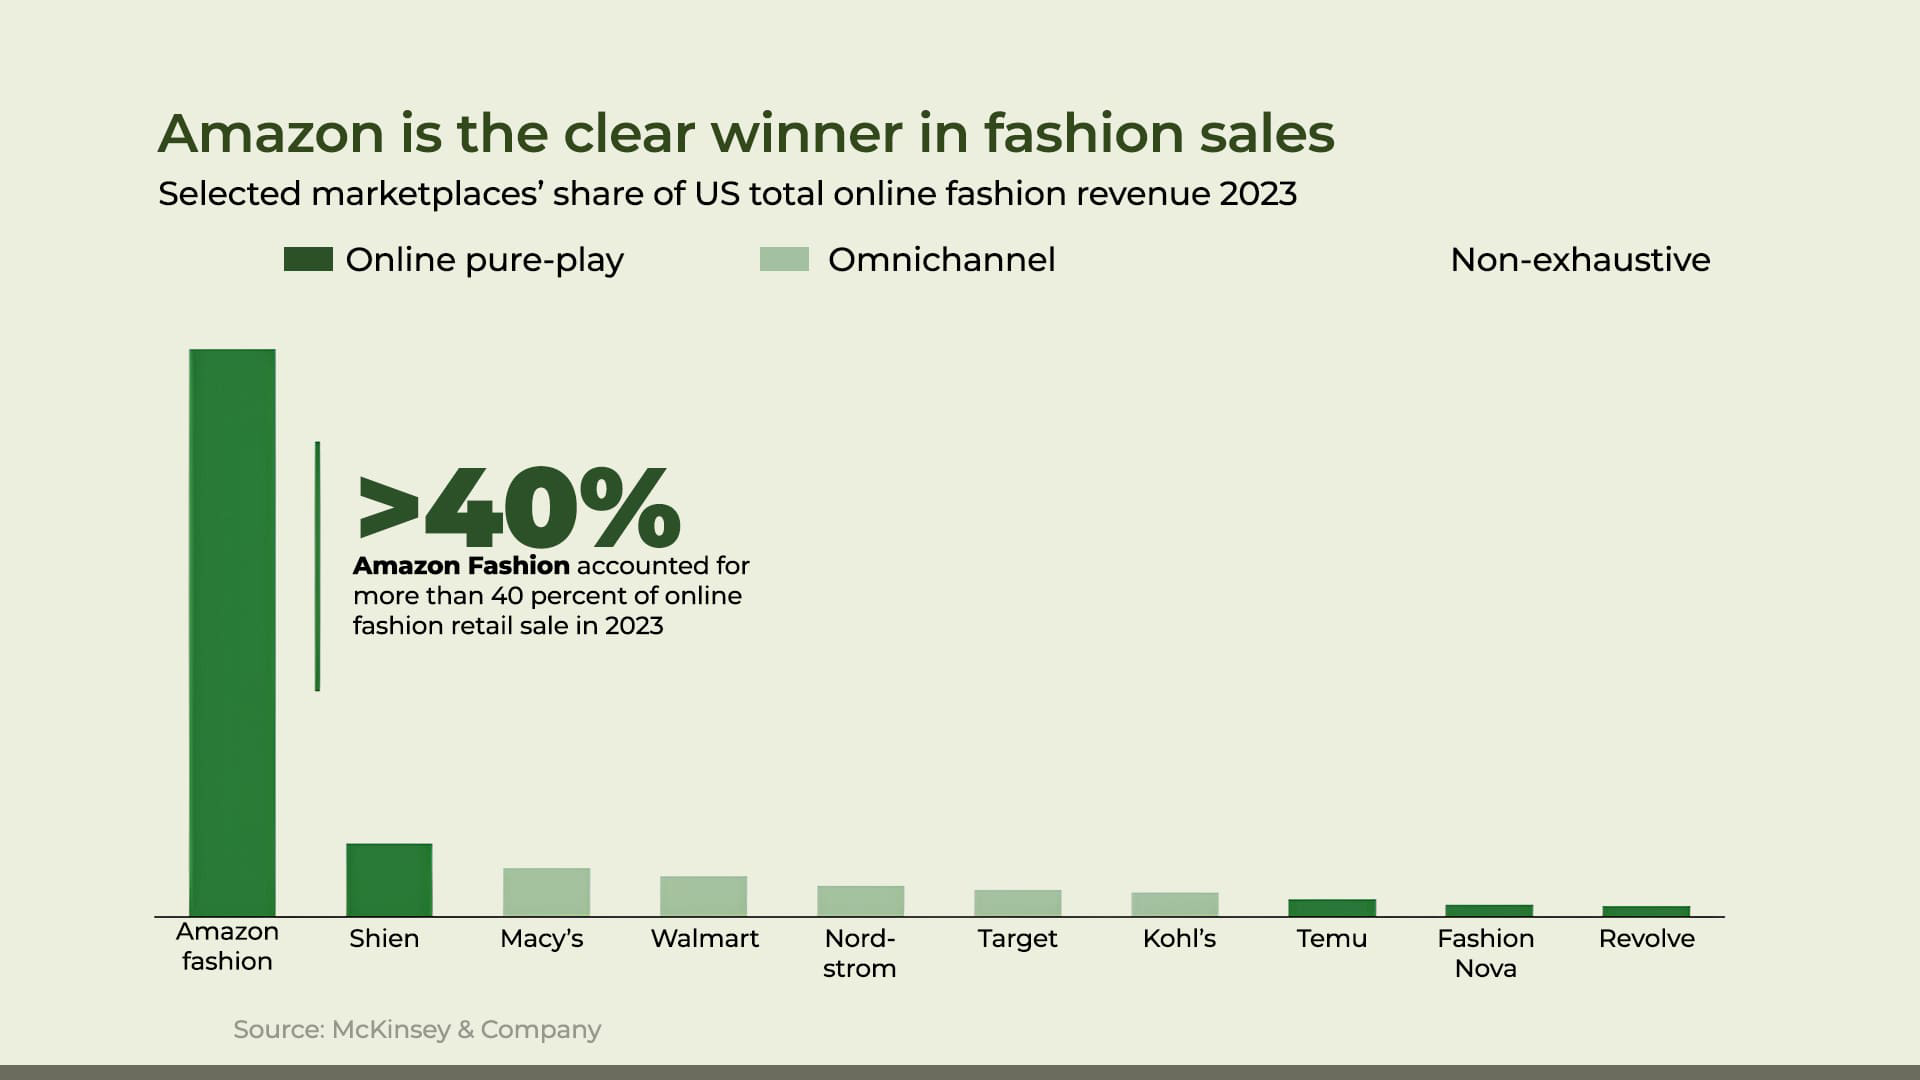 Amazon is the clear winner in fashion sales
Selected marketplaces’ share of US total online fashion revenue 2023
Online pure-play
Omnichannel
Non-exhaustive
>40%
Amazon Fashion accounted for
more than 40 percent of online
fashion retail sale in 2023
Amazon
fashion
Shien
Macy’s
Walmart
Nord-
strom
Target
Kohl’s
Temu
Fashion
Nova
Revolve
Source: McKinsey & Company